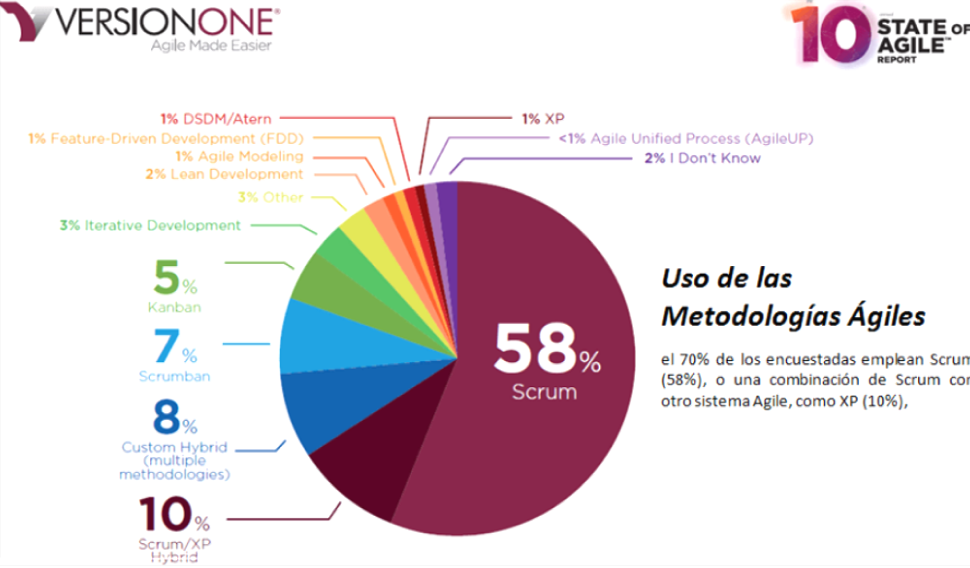 VERSIONONE®
Agile Made Easier
10 STATE OF
AGILE™
REPORT
1% DSDM/Atern
1% XP
1% Feature-Driven Development (FDD)
<1% Agile Unified Process (AgileUP)
1% Agile Modeling
2% I Don't Know
2% Lean Development
3% Other
3% Iterative Development
5%
Kanban
7%
Scrumban
8%
Custom Hybrid
(multiple
methodologies)
10%
Scrum/XP
Hybrid
58%
Scrum
Uso de las
Metodologías Ágiles
el 70% de los encuestadas emplean Scrum
(58%), o una combinación de Scrum con
otro sistema Agile, como XP (10%),